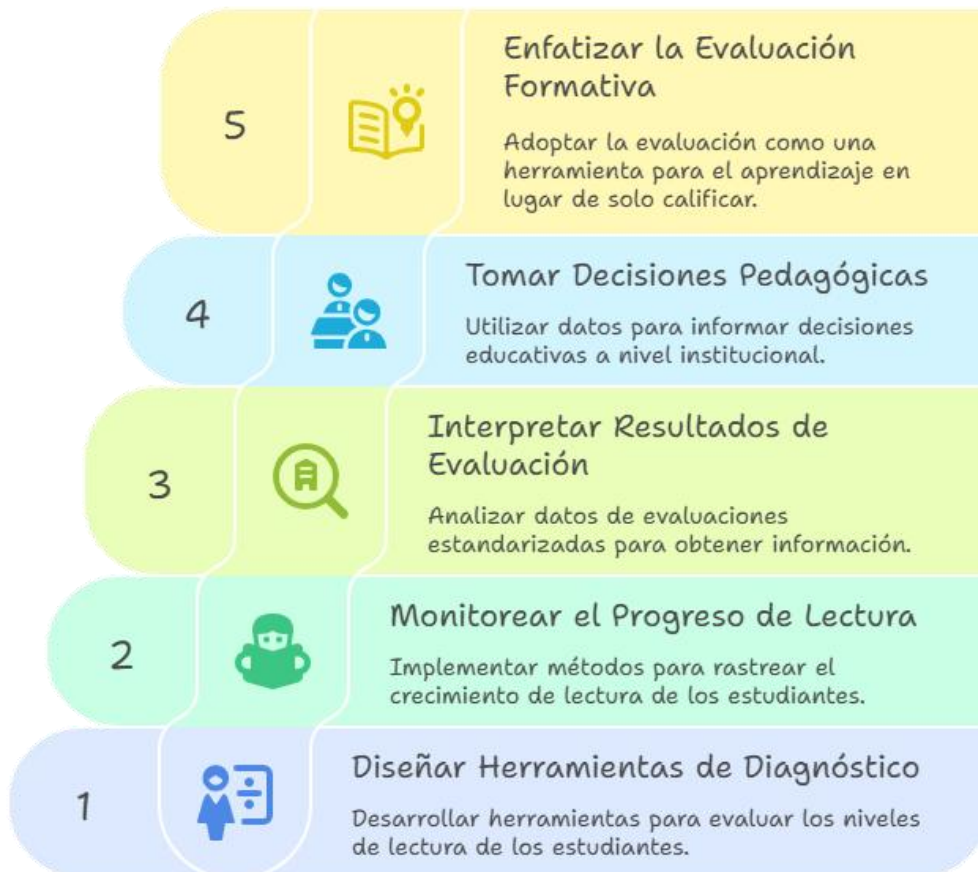 5
Enfatizar la Evaluación
Formativa
Adoptar la evaluación como una
herramienta para el aprendizaje en
lugar de solo calificar.
4
Tomar Decisiones Pedagógicas
Utilizar datos para informar decisiones
educativas a nivel institucional.
3
Interpretar Resultados de
Evaluación
Analizar datos de evaluaciones
estandarizadas para obtener información.
2
Monitorear el Progreso de Lectura
Implementar métodos para rastrear el
crecimiento de lectura de los estudiantes.
1
Diseñar Herramientas de Diagnóstico
Desarrollar herramientas para evaluar los niveles
de lectura de los estudiantes.